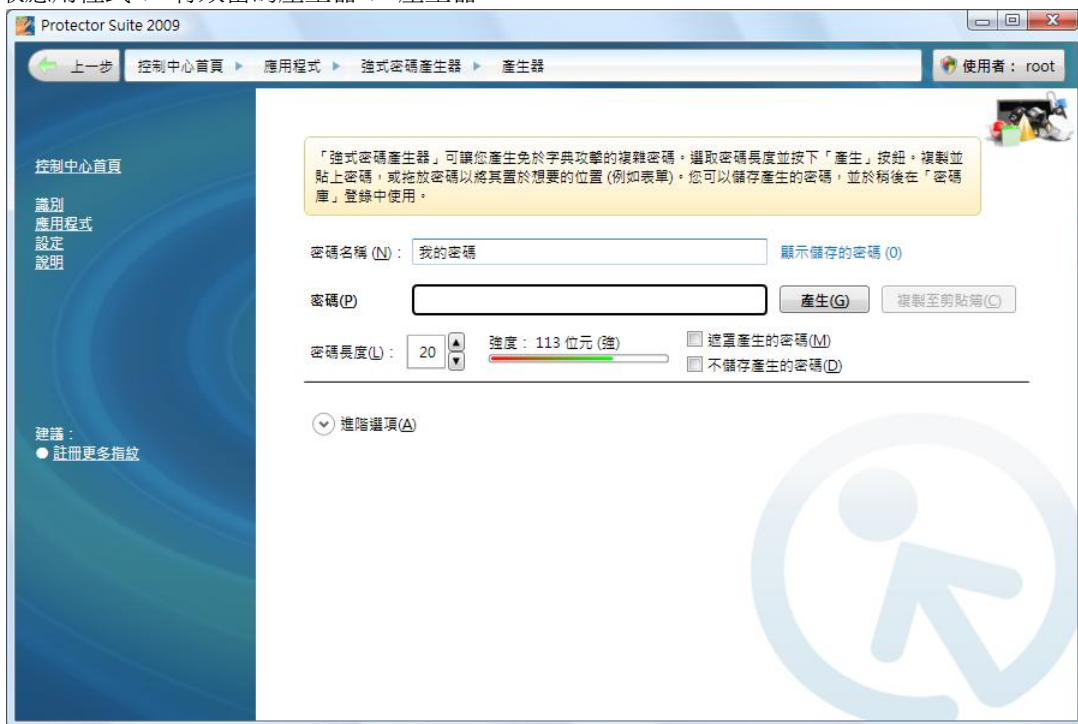 Protector Suite 2009
上一步 控制中心首頁 應用程式 強式密碼產生器 產生器 使用者： root
「強式密碼產生器」可讓您產生免於字典攻擊的複雜密碼。選取密碼長度並按下「產生」按鈕。複製並
貼上密碼，或拖放密碼以將其置於想要的位置 (例如表單)。您可以儲存產生的密碼，並於稍後在「密碼
庫」登錄中使用。
控制中心首頁
識別
應用程式
設定
說明
密碼名稱 (N)： 我的密碼 顯示儲存的密碼 (0)
密碼(P) 產生(G) 複製至剪貼簿(C)
密碼長度(L)： 20 強度： 113 位元 (強) 遮罩產生的密碼(M)
不儲存產生的密碼(D)
進階選項(A)
建議：
註冊更多指紋